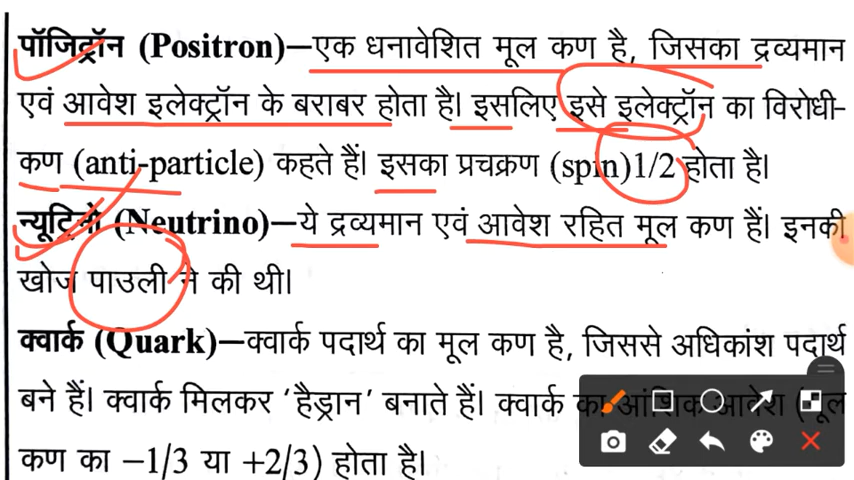 पॉजिट्रॉन (Positron)—एक धनावेशित मूल कण है, जिसका द्रव्यमान
एवं आवेश इलेक्ट्रॉन के बराबर होता है। इसलिए इसे इलेक्ट्रॉन का विरोधी-
कण (anti-particle) कहते हैं। इसका प्रचक्रण (spin)1/2 होता है।
न्यूट्रिनो (Neutrino)—ये द्रव्यमान एवं आवेश रहित मूल कण हैं। इनकी
खोज पाउली ने की थी।
क्वार्क (Quark)—क्वार्क पदार्थ का मूल कण है, जिससे अधिकांश पदार्थ
बने हैं। क्वार्क मिलकर ‘हैड्रान’ बनाते हैं। क्वार्क का आंशिक आवेश (मूल
कण का −1/3 या +2/3) होता है।